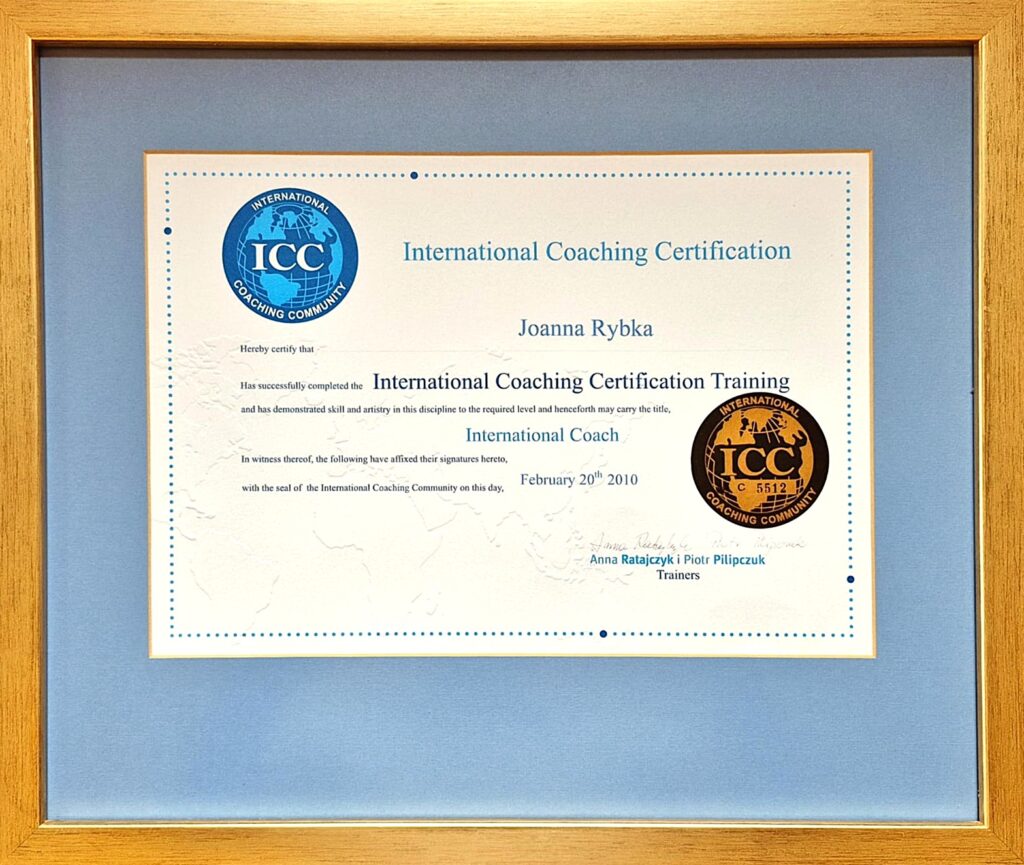 INTERNATIONAL
ICC
COACHING COMMUNITY
International Coaching Certification
Joanna Rybka
Hereby certify that
Has successfully completed the International Coaching Certification Training
and has demonstrated skill and artistry in this discipline to the required level and henceforth may carry the title,
International Coach
In witness thereof, the following have affixed their signatures hereto,
with the seal of the International Coaching Community on this day, February 20th 2010
INTERNATIONAL
ICC
C 5512
COACHING COMMUNITY
Anna Ratajczyk i Piotr Pilipczuk
Trainers